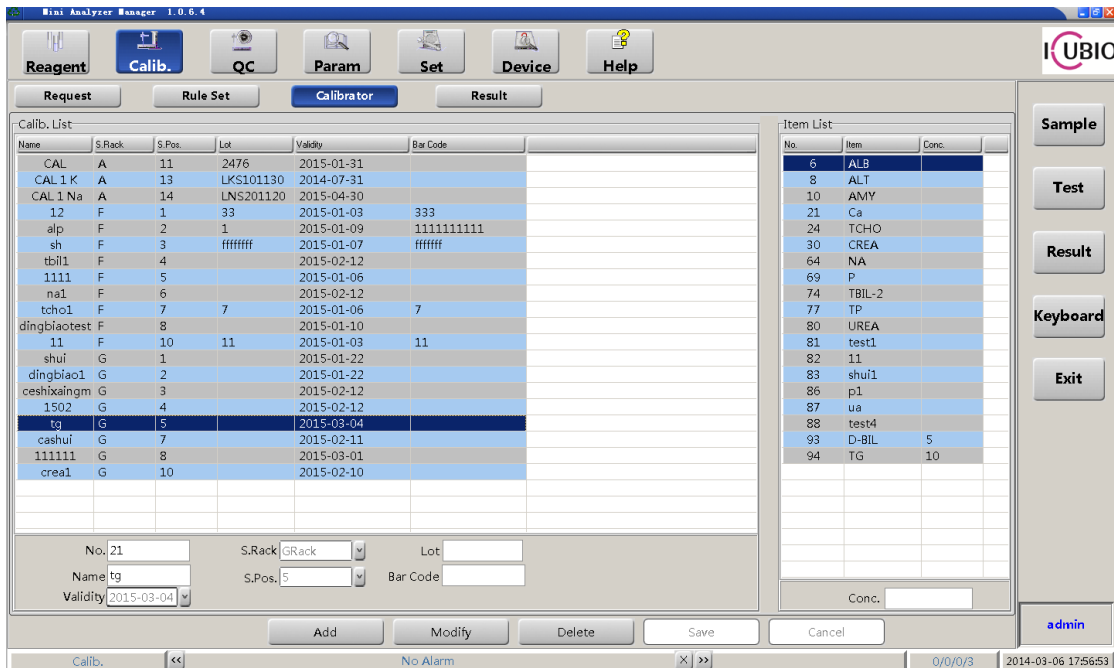 Mini Analyzer Manager 1.0.6.4
Reagent Calib. QC Param Set Device Help
ICUBIO
Request Rule Set Calibrator Result
Calib. List
Name S.Rack S.Pos. Lot Validity Bar Code
CAL A 11 2476 2015-01-31
CAL 1 K A 13 LKS101130 2014-07-31
CAL 1 Na A 14 LNS201120 2015-04-30
12 F 1 33 2015-01-03 333
alp F 2 1 2015-01-09 1111111111
sh F 3 ffffffff 2015-01-07 fffffff
tbil1 F 4 2015-02-12
1111 F 5 2015-01-06
na1 F 6 2015-02-12
tcho1 F 7 7 2015-01-06 7
dingbiaotest F 8 2015-01-10
11 F 10 11 2015-01-03 11
shui G 1 2015-01-22
dingbiao1 G 2 2015-01-22
ceshixaingm G 3 2015-02-12
1502 G 4 2015-02-12
tg G 5 2015-03-04
cashui G 7 2015-02-11
111111 G 8 2015-03-01
crea1 G 10 2015-02-10
No. 21 S.Rack GRack Lot
Name tg S.Pos. 5 Bar Code
Validity 2015-03-04
Item List
No. Item Conc.
6 ALB
8 ALT
10 AMY
21 Ca
24 TCHO
30 CREA
64 NA
69 P
74 TBIL-2
77 TP
80 UREA
81 test1
82 11
83 shui1
86 p1
87 ua
88 test4
93 D-BIL 5
94 TG 10
Conc.
Add Modify Delete Save Cancel
Sample
Test
Result
Keyboard
Exit
admin
Calib. << No Alarm X >> 0/0/0/3 2014-03-06 17:56:53